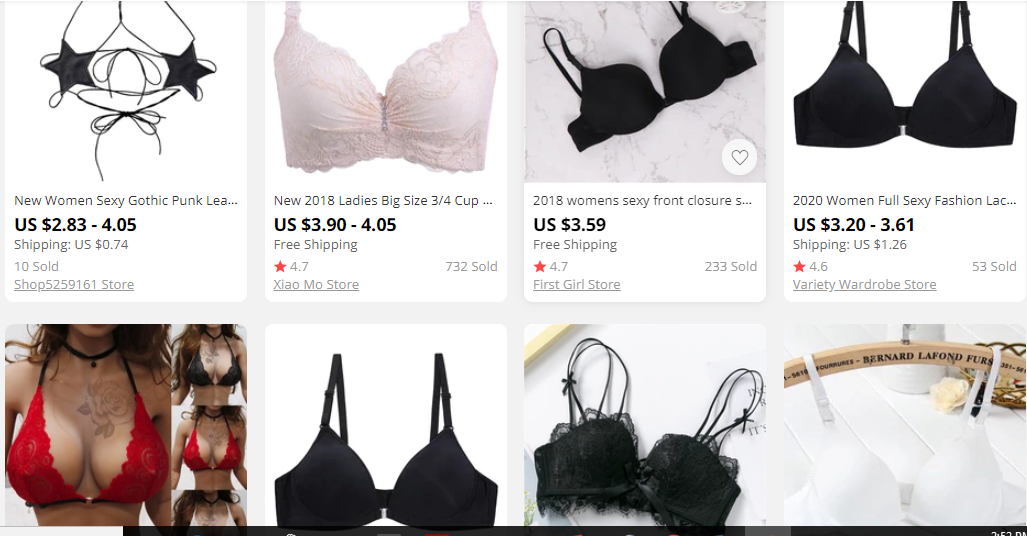 New Women Sexy Gothic Punk Lea...
US $2.83 - 4.05
Shipping: US $0.74
10 Sold
Shop5259161 Store
New 2018 Ladies Big Size 3/4 Cup ...
US $3.90 - 4.05
Free Shipping
4.7
732 Sold
Xiao Mo Store
2018 womens sexy front closure s...
US $3.59
Free Shipping
4.7
233 Sold
First Girl Store
2020 Women Full Sexy Fashion Lac...
US $3.20 - 3.61
Shipping: US $1.26
4.6
53 Sold
Variety Wardrobe Store
BERNARD LAFOND FURS